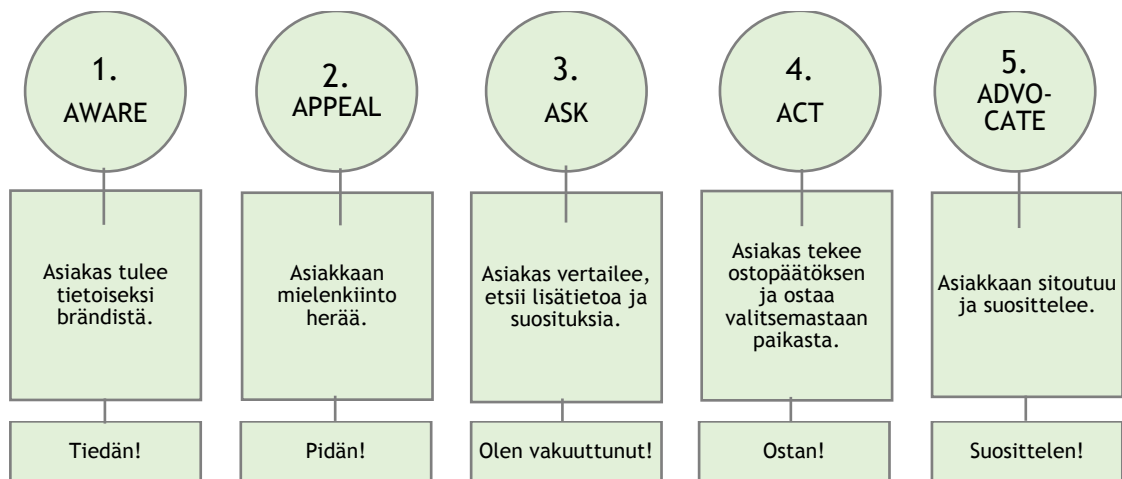 1.
AWARE
2.
APPEAL
3.
ASK
4.
ACT
5.
ADVO-
CATE
Asiakas tulee
tietoiseksi
brändistä.
Asiakkaan
mielenkiinto
herää.
Asiakas vertailee,
etsii lisätietoa ja
suosituksia.
Asiakas tekee
ostopäätöksen
ja ostaa
valitsemastaan
paikasta.
Asiakkaan sitoutuu
ja suosittelee.
Tiedän!
Pidän!
Olen vakuuttunut!
Ostan!
Suosittelen!